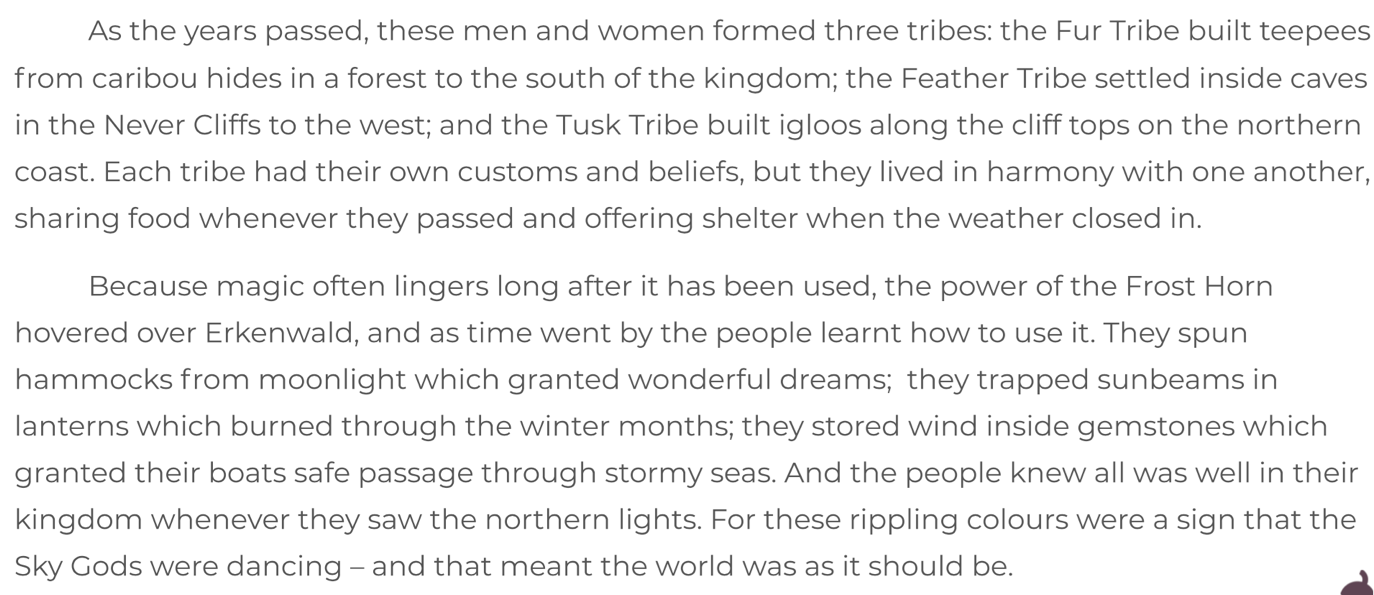 As the years passed, these men and women formed three tribes: the Fur Tribe built teepees
from caribou hides in a forest to the south of the kingdom; the Feather Tribe settled inside caves
in the Never Cliffs to the west; and the Tusk Tribe built igloos along the cliff tops on the northern
coast. Each tribe had their own customs and beliefs, but they lived in harmony with one another,
sharing food whenever they passed and offering shelter when the weather closed in.
Because magic often lingers long after it has been used, the power of the Frost Horn
hovered over Erkenwald, and as time went by the people learnt how to use it. They spun
hammocks from moonlight which granted wonderful dreams;  they trapped sunbeams in
lanterns which burned through the winter months; they stored wind inside gemstones which
granted their boats safe passage through stormy seas. And the people knew all was well in their
kingdom whenever they saw the northern lights. For these rippling colours were a sign that the
Sky Gods were dancing – and that meant the world was as it should be.